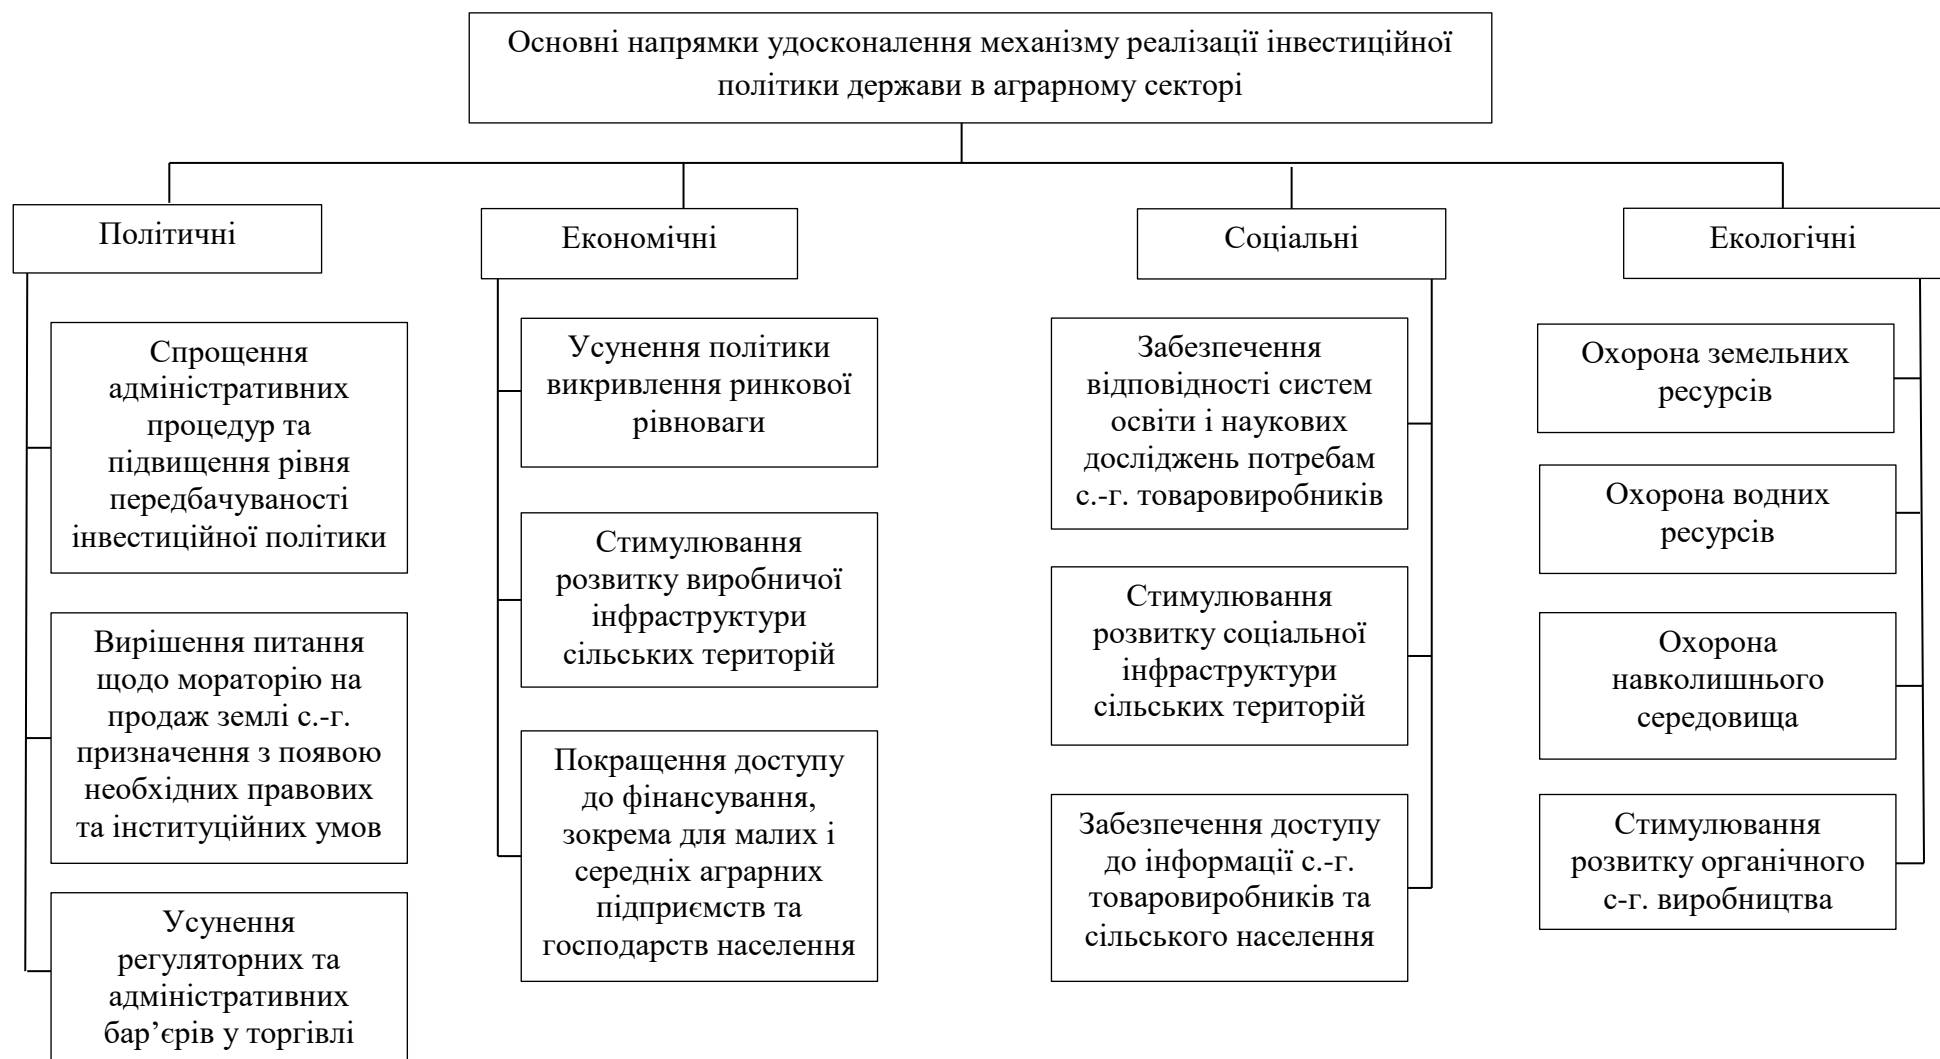 Основні напрямки удосконалення механізму реалізації інвестиційної
політики держави в аграрному секторі
Політичні
Економічні
Соціальні
Екологічні
Спрощення
адміністративних
процедур та
підвищення рівня
передбачуваності
інвестиційної політики
Вирішення питання
щодо мораторію на
продаж землі с.-г.
призначення з появою
необхідних правових
та інституційних умов
Усунення
регуляторних та
адміністративних
бар’єрів у торгівлі
Усунення політики
викривлення ринкової
рівноваги
Стимулювання
розвитку виробничої
інфраструктури
сільських територій
Покращення доступу
до фінансування,
зокрема для малих і
середніх аграрних
підприємств та
господарств населення
Забезпечення
відповідності систем
освіти і наукових
досліджень потребам
с.-г. товаровиробників
Стимулювання
розвитку соціальної
інфраструктури
сільських територій
Забезпечення доступу
до інформації с.-г.
товаровиробників та
сільського населення
Охорона земельних
ресурсів
Охорона водних
ресурсів
Охорона
навколишнього
середовища
Стимулювання
розвитку органічного
с-г. виробництва